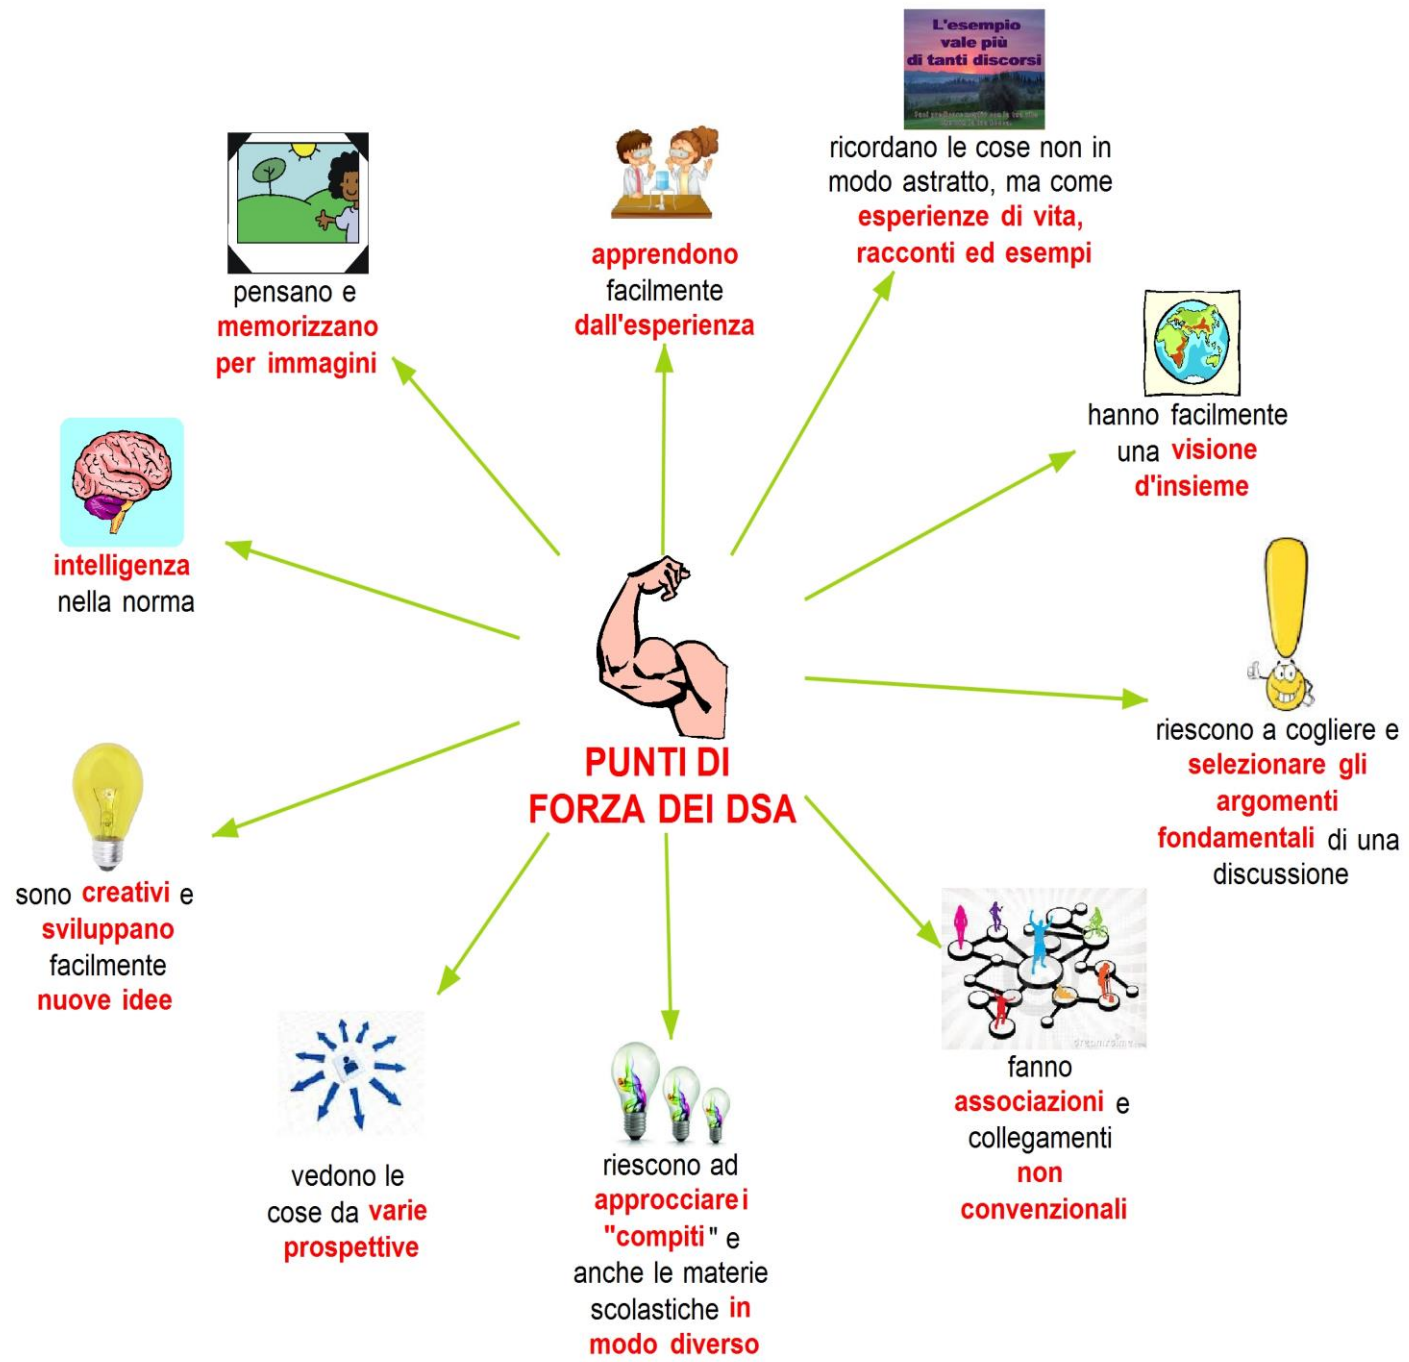 L'esempio
vale più
di tanti discorsi
ricordano le cose non in
modo astratto, ma come
esperienze di vita,
racconti ed esempi
apprendono
facilmente
dall'esperienza
pensano e
memorizzano
per immagini
hanno facilmente
una visione
d'insieme
intelligenza
nella norma
riescono a cogliere e
selezionare gli
argomenti
fondamentali di una
discussione
PUNTI DI
FORZA DEI DSA
sono creativi e
sviluppano
facilmente
nuove idee
fanno
associazioni e
collegamenti
non
convenzionali
vedono le
cose da varie
prospettive
riescono ad
approcciare i
"compiti" e
anche le materie
scolastiche in
modo diverso